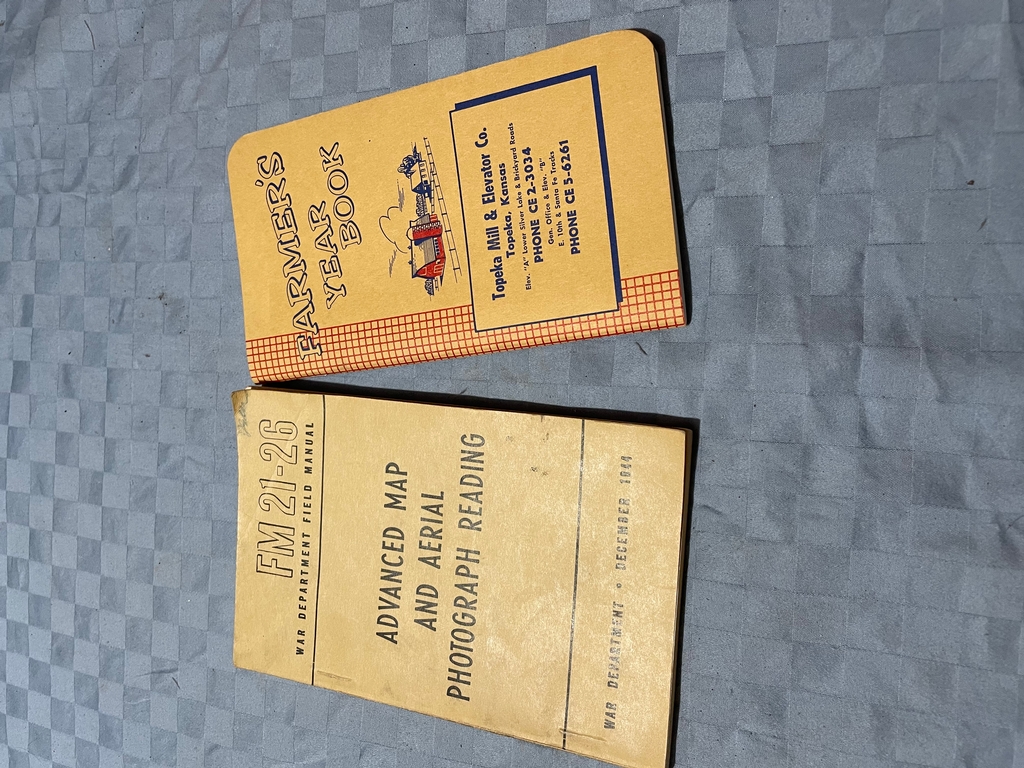 FARMER'S
YEAR
BOOK
Topeka Mill & Elevator Co.
Topeka, Kansas
Elev. "A" Lower Silver Lake & Brickyard Roads
PHONE CE 2-3034
Gen. Office & Elev. "B"
E. 10th & Santa Fe Tracks
PHONE CE 5-6261
FM 21-26
WAR DEPARTMENT FIELD MANUAL
ADVANCED MAP
AND AERIAL
PHOTOGRAPH READING
WAR DEPARTMENT • DECEMBER 1944